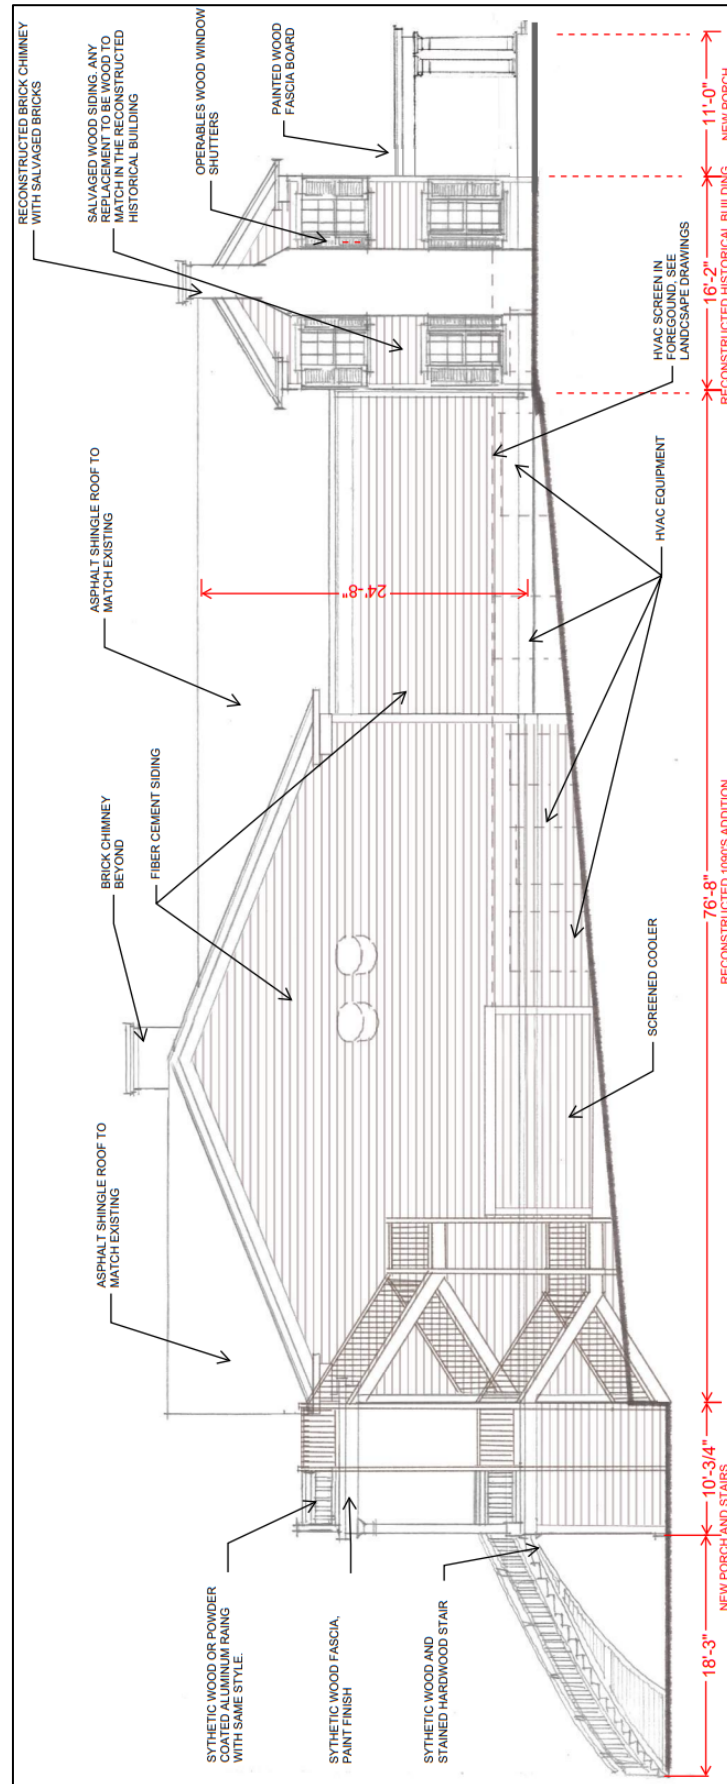 SYTHETIC WOOD OR POWDER
COATED ALUMINUM RAING
WITH SAME STYLE.
SYTHETIC WOOD FASCIA,
PAINT FINISH
SYTHETIC WOOD AND
STAINED HARDWOOD STAIR
ASPHALT SHINGLE ROOF TO
MATCH EXISTING
BRICK CHIMNEY
BEYOND
FIBER CEMENT SIDING
ASPHALT SHINGLE ROOF TO
MATCH EXISTING
RECONSTRUCTED BRICK CHIMNEY
WITH SALVAGED BRICKS
SALVAGED WOOD SIDING. ANY
REPLACEMENT TO BE WOOD TO
MATCH IN THE RECONSTRUCTED
HISTORICAL BUILDING
OPERABLES WOOD WINDOW
SHUTTERS
PAINTED WOOD
FASCIA BOARD
24'-8"
HVAC SCREEN IN
FOREGOUND, SEE
LANDCSAPE DRAWINGS
HVAC EQUIPMENT
SCREENED COOLER
18'-3"
10'-3/4"
76'-8"
16'-2"
11'-0"
NEW PORCH AND STAIRS
RECONSTRUCTED 1090'S ADDITION
RECONSTRUCTED HISTORICAL BUILDING
NEW PORCH